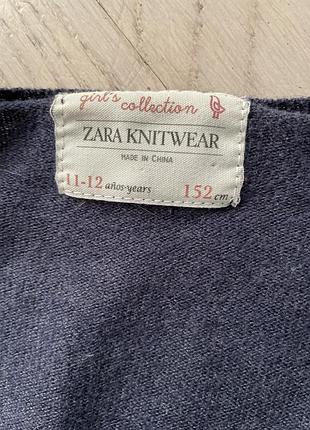 girl's collection
ZARA KNITWEAR
MADE IN CHINA
11-12 años-years 152 cm